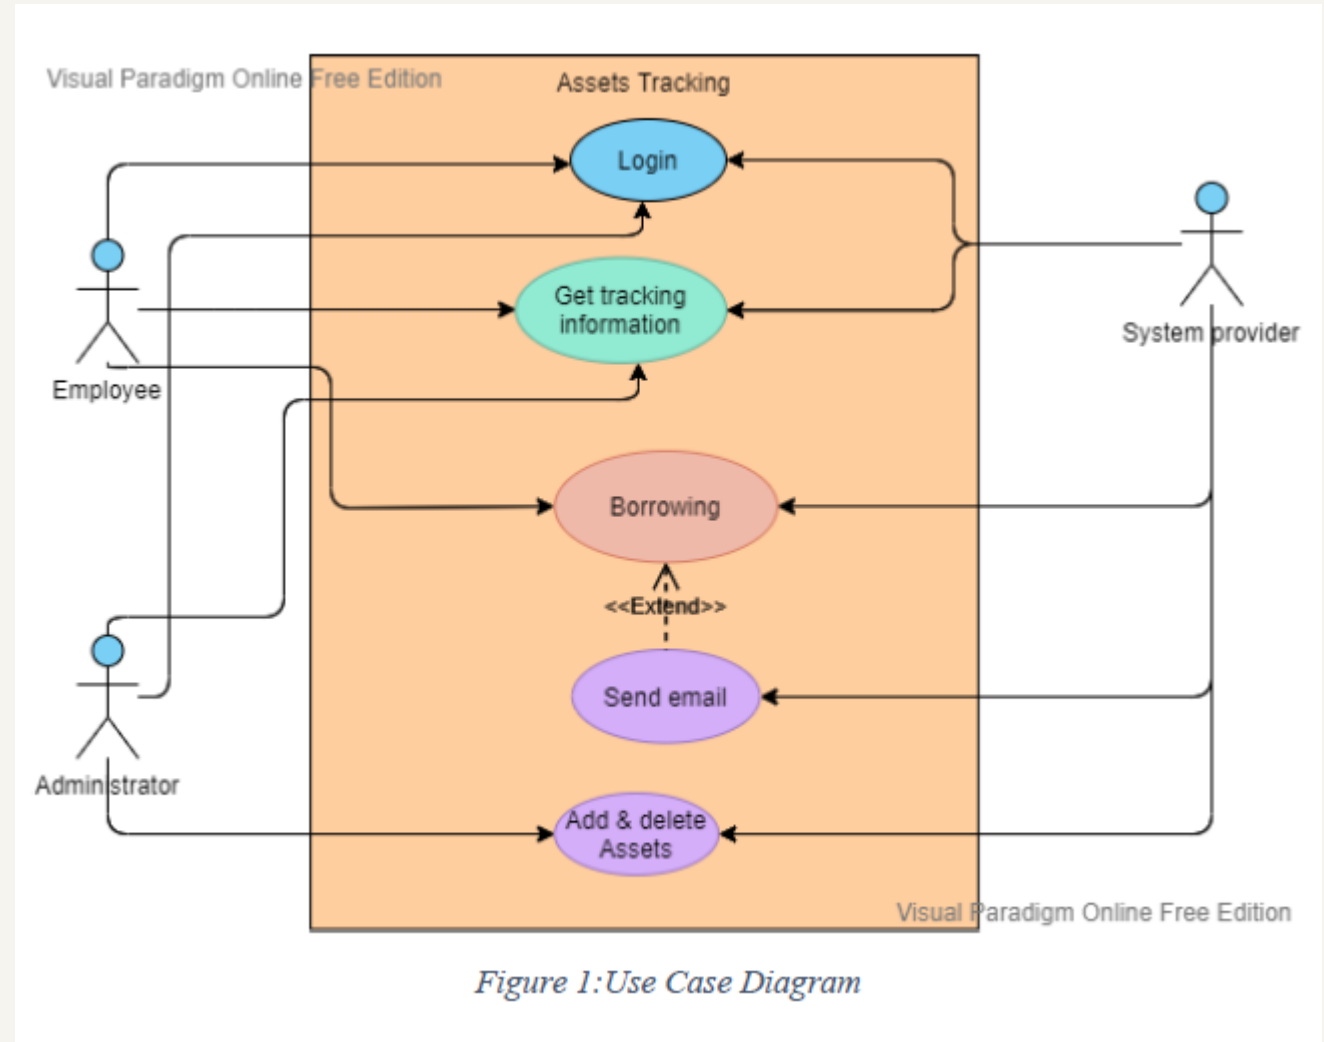 Visual Paradigm Online Free Edition
Assets Tracking
Login
Get tracking
information
System provider
Employee
Borrowing
<<Extend>>
Send email
Administrator
Add & delete
Assets
Visual Paradigm Online Free Edition
Figure 1:Use Case Diagram